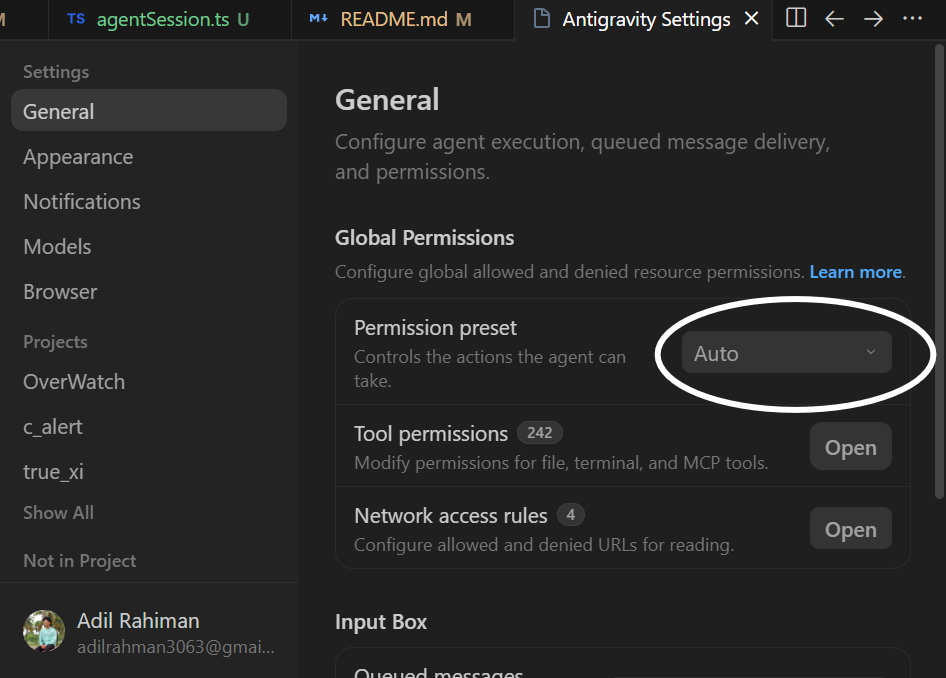 M
TS agentSession.ts U
M↓ README.md M
Antigravity Settings
Settings
General
Appearance
Notifications
Models
Browser
Projects
OverWatch
c_alert
true_xi
Show All
Not in Project
Adil Rahiman
adilrahman3063@gmai...
General
Configure agent execution, queued message delivery,
and permissions.
Global Permissions
Configure global allowed and denied resource permissions. Learn more.
Permission preset
Controls the actions the agent can
take.
Auto
Tool permissions 242
Modify permissions for file, terminal, and MCP tools.
Open
Network access rules 4
Configure allowed and denied URLs for reading.
Open
Input Box
Queued messages